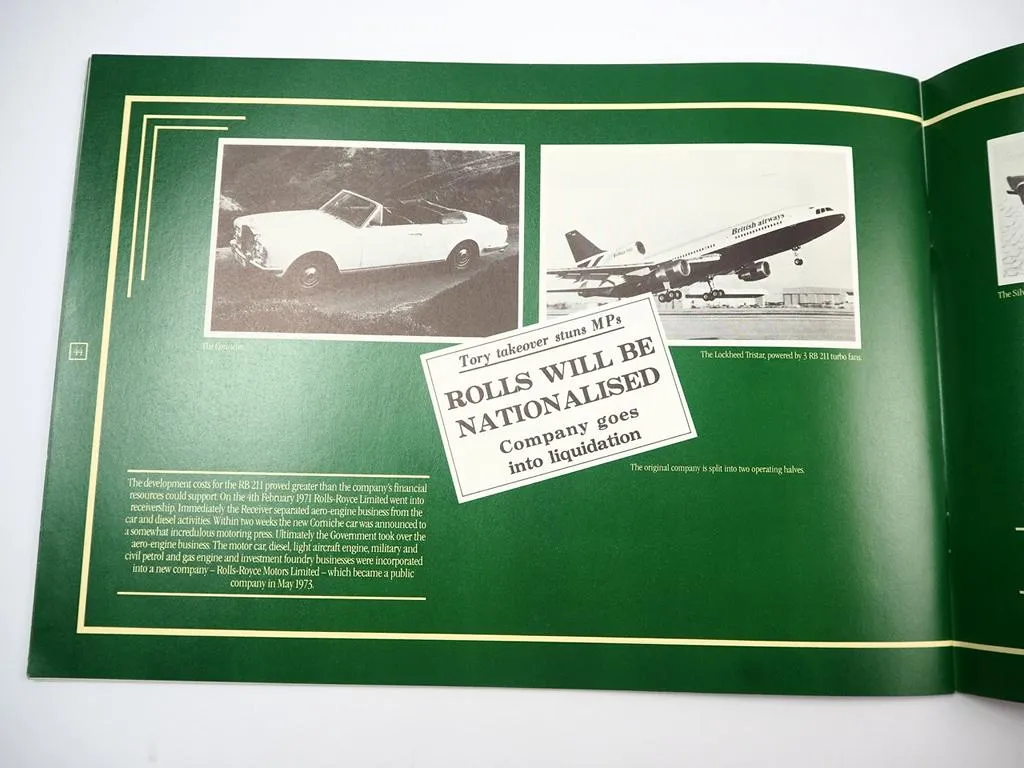 British airways
The Corniche.
The Lockheed Tristar, powered by 3 RB 211 turbo fans.
The Silv
44
Tory takeover stuns MPs
ROLLS WILL BE
NATIONALISED
Company goes
into liquidation
The original company is split into two operating halves.
The development costs for the RB 211 proved greater than the company's financial
resources could support. On the 4th February 1971 Rolls-Royce Limited went into
receivership. Immediately the Receiver separated aero-engine business from the
car and diesel activities. Within two weeks the new Corniche car was announced to
a somewhat incredulous motoring press. Ultimately the Government took over the
aero-engine business. The motor car, diesel, light aircraft engine, military and
civil petrol and gas engine and investment foundry businesses were incorporated
into a new company – Rolls-Royce Motors Limited – which became a public
company in May 1973.